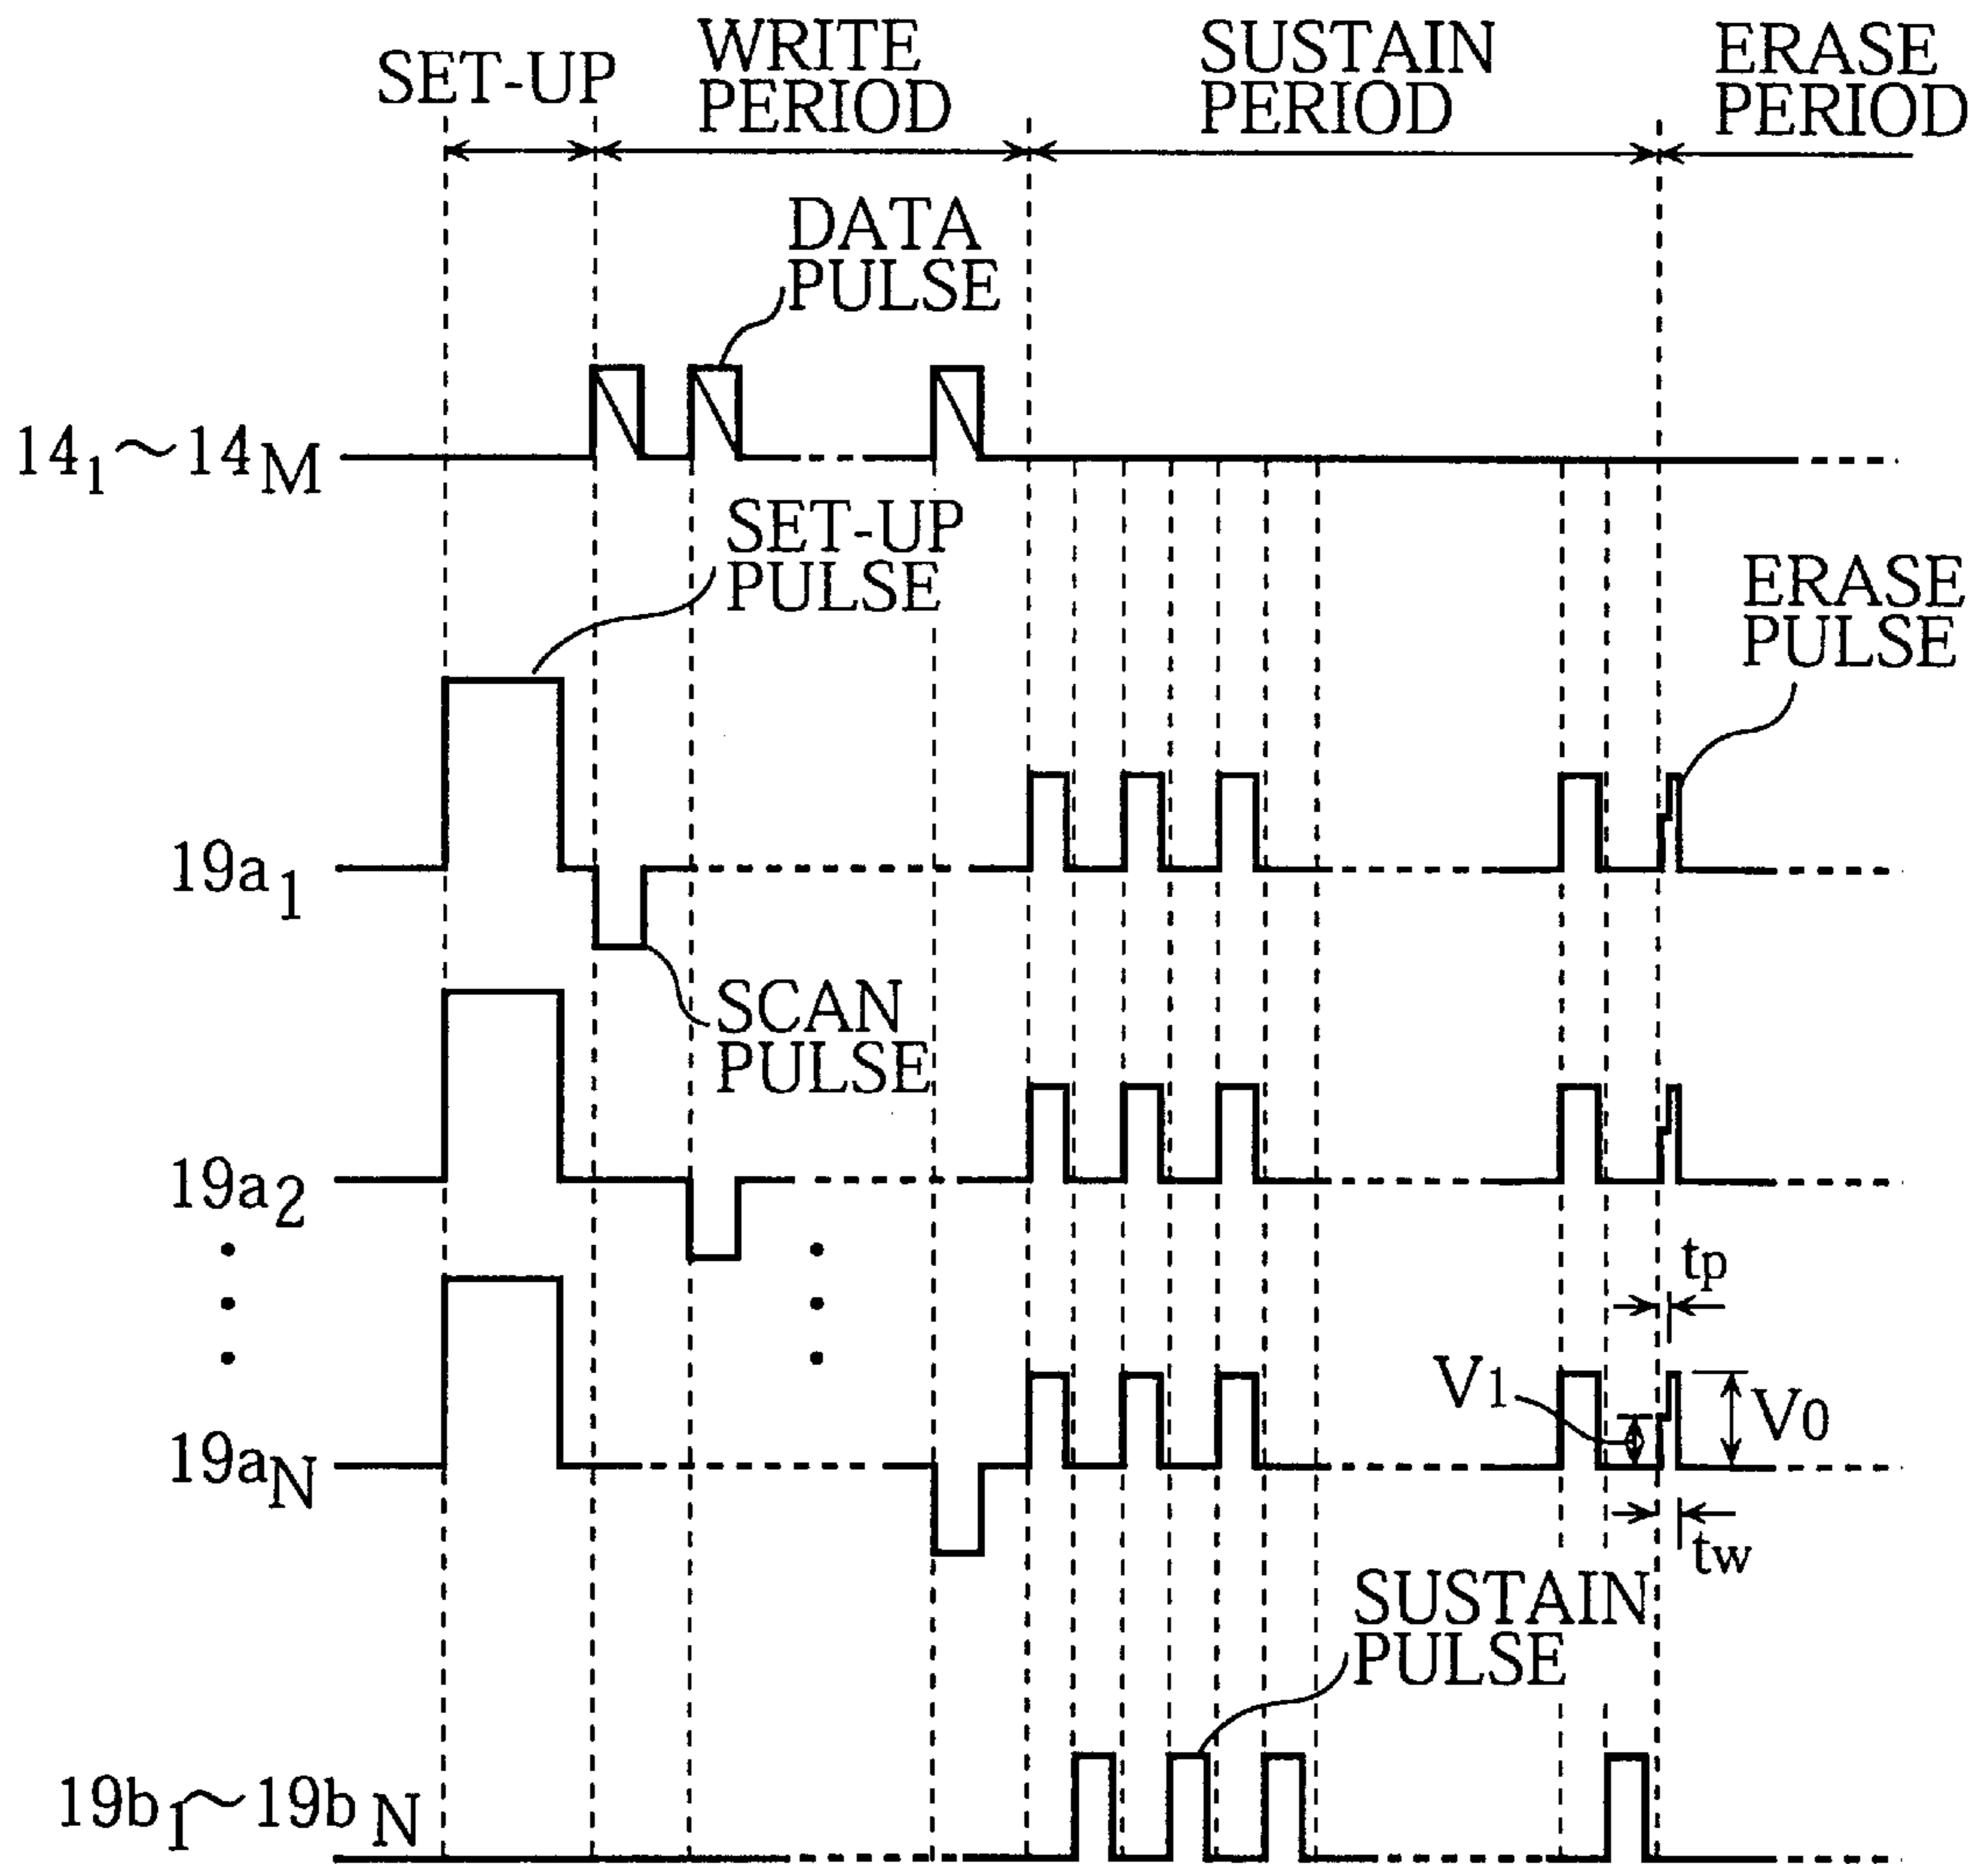 SET-UP
WRITE
PERIOD
SUSTAIN
PERIOD
ERASE
PERIOD
DATA
PULSE
14₁～14M
SET-UP
PULSE
ERASE
PULSE
19a₁
SCAN
PULSE
19a₂
tp
V1
V0
19aN
tw
SUSTAIN
PULSE
19b₁～19bN